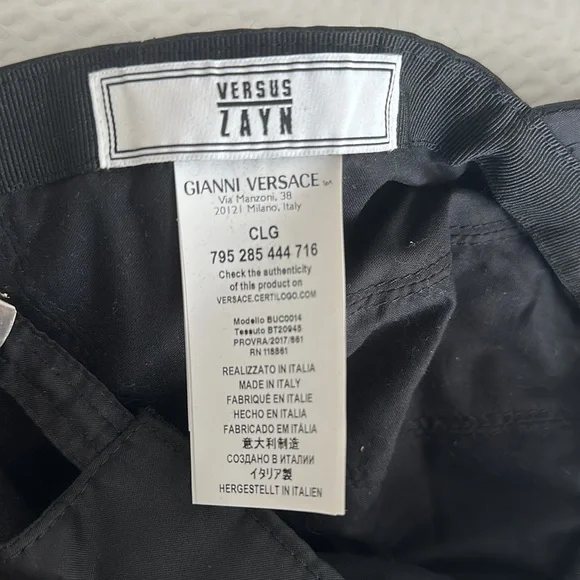 VERSUS
ZAYN
GIANNI VERSACE SpA
Via Manzoni, 38
20121 Milano, Italy
CLG
795 285 444 716
Check the authenticity
of this product on
VERSACE.CERTILOGO.COM
Modello BUC0014
Tessuto BT20945
PROVRA/2017/861
RN 118861
REALIZZATO IN ITALIA
MADE IN ITALY
FABRIQUÉ EN ITALIE
HECHO EN ITALIA
FABRICADO EM ITALIA
意大利制造
СОЗДАНО В ИТАЛИИ
イタリア製
HERGESTELLT IN ITALIEN